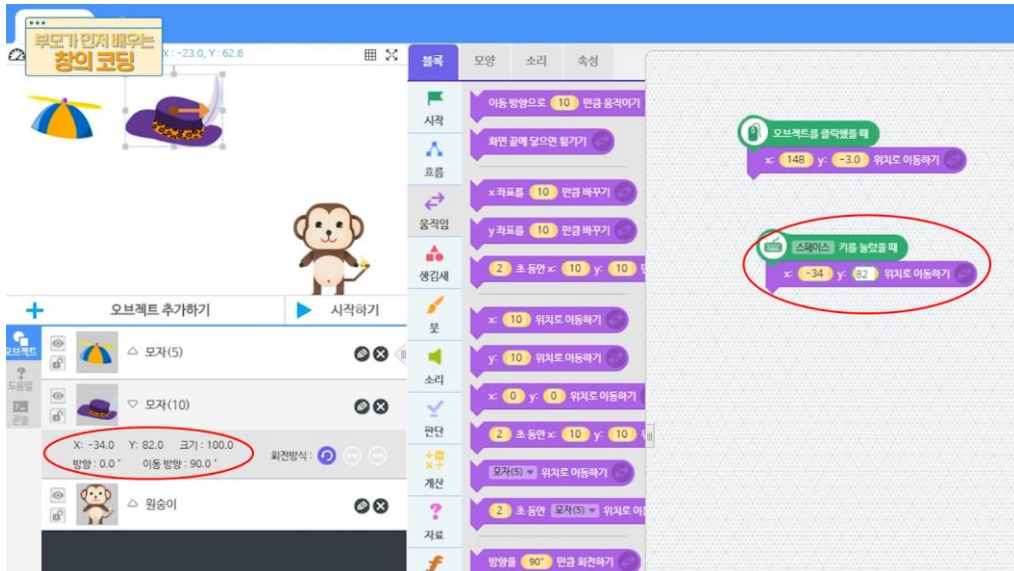 부모가 먼저 배우는
창의 코딩
X : -23.0, Y : 62.6
오브젝트 추가하기
시작하기
오브젝트
도움말
콘솔
모자(5)
모자(10)
X: -34.0 Y: 82.0 크기 : 100.0
방향 : 0.0˚ 이동 방향 : 90.0˚
회전방식 :
원숭이
블록 모양 소리 속성
시작
흐름
움직임
생김새
붓
소리
판단
계산
자료
이동 방향으로 10 만큼 움직이기
화면 끝에 닿으면 튕기기
x 좌표를 10 만큼 바꾸기
y 좌표를 10 만큼 바꾸기
2 초 동안 x: 10 y: 10
x: 10 위치로 이동하기
y: 10 위치로 이동하기
x: 0 y: 0 위치로 이동하기
2 초 동안 x: 10 y: 10
모자(5) 위치로 이동하기
2 초 동안 모자(5) 위치로
방향을 90˚ 만큼 회전하기
오브젝트를 클릭했을 때
x: 148 y: -3.0 위치로 이동하기
스페이스 키를 눌렀을 때
x: -34 y: 82 위치로 이동하기